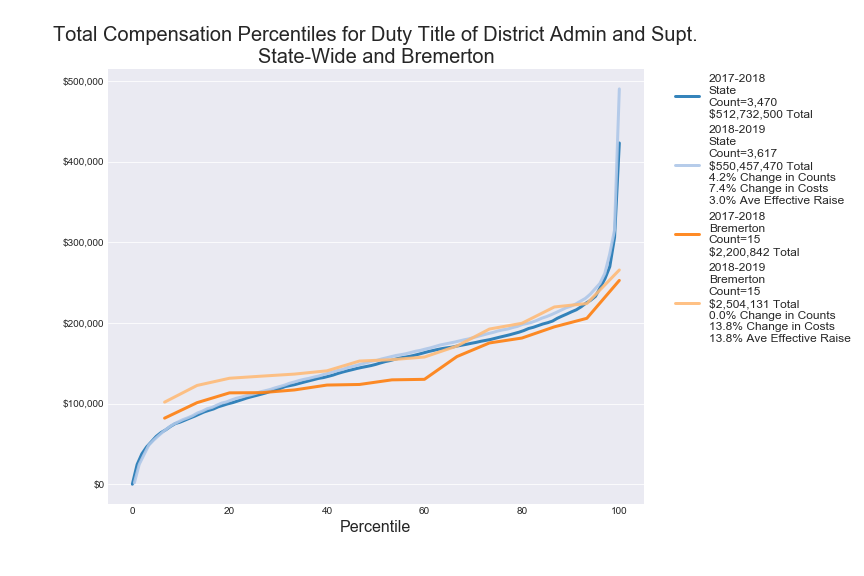 Total Compensation Percentiles for Duty Title of District Admin and Supt.
State-Wide and Bremerton
$500,000
$400,000
$300,000
$200,000
$100,000
$0
0
20
40
60
80
100
Percentile
2017-2018
State
Count=3,470
$512,732,500 Total
2018-2019
State
Count=3,617
$550,457,470 Total
4.2% Change in Counts
7.4% Change in Costs
3.0% Ave Effective Raise
2017-2018
Bremerton
Count=15
$2,200,842 Total
2018-2019
Bremerton
Count=15
$2,504,131 Total
0.0% Change in Counts
13.8% Change in Costs
13.8% Ave Effective Raise